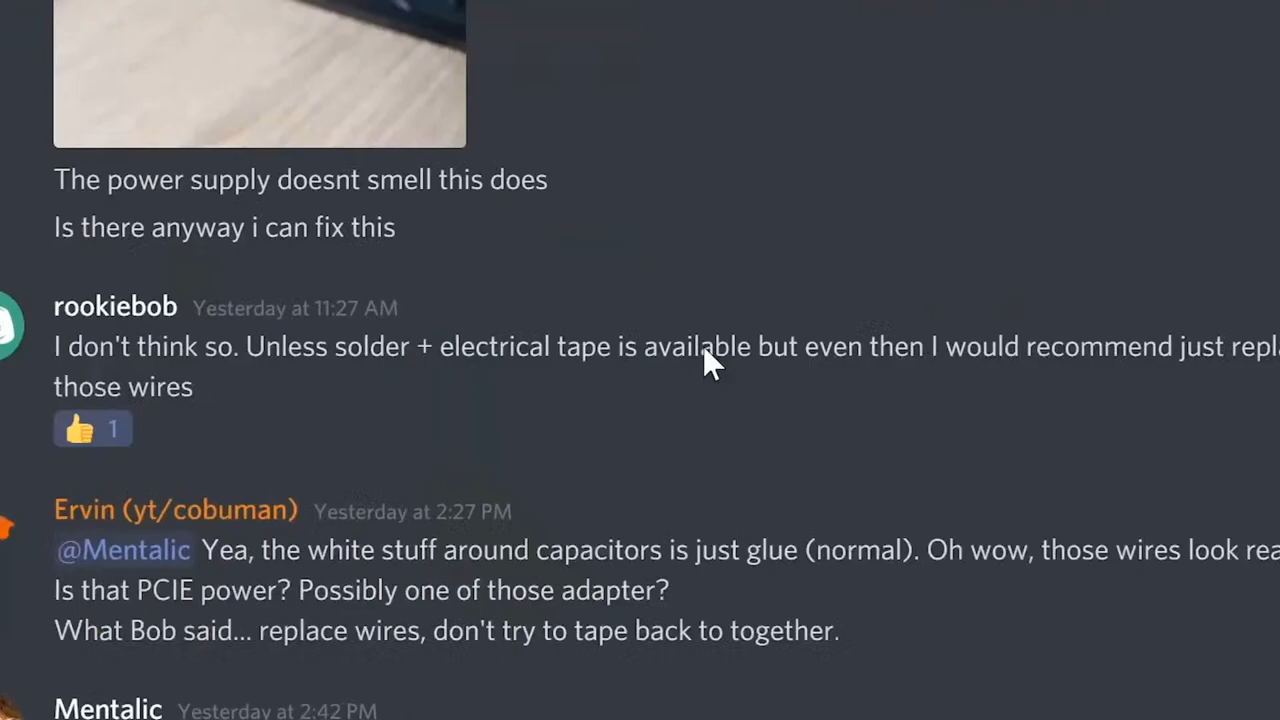 The power supply doesnt smell this does
Is there anyway i can fix this
rookiebob Yesterday at 11:27 AM
I don't think so. Unless solder + electrical tape is available but even then I would recommend just
those wires
👍 1
Ervin (yt/cobuman) Yesterday at 2:27 PM
@Mentalic Yea, the white stuff around capacitors is just glue (normal). Oh wow, those wires look
Is that PCIE power? Possibly one of those adapter?
What Bob said... replace wires, don't try to tape back to together.
Mentalic Yesterday at 2:42 PM